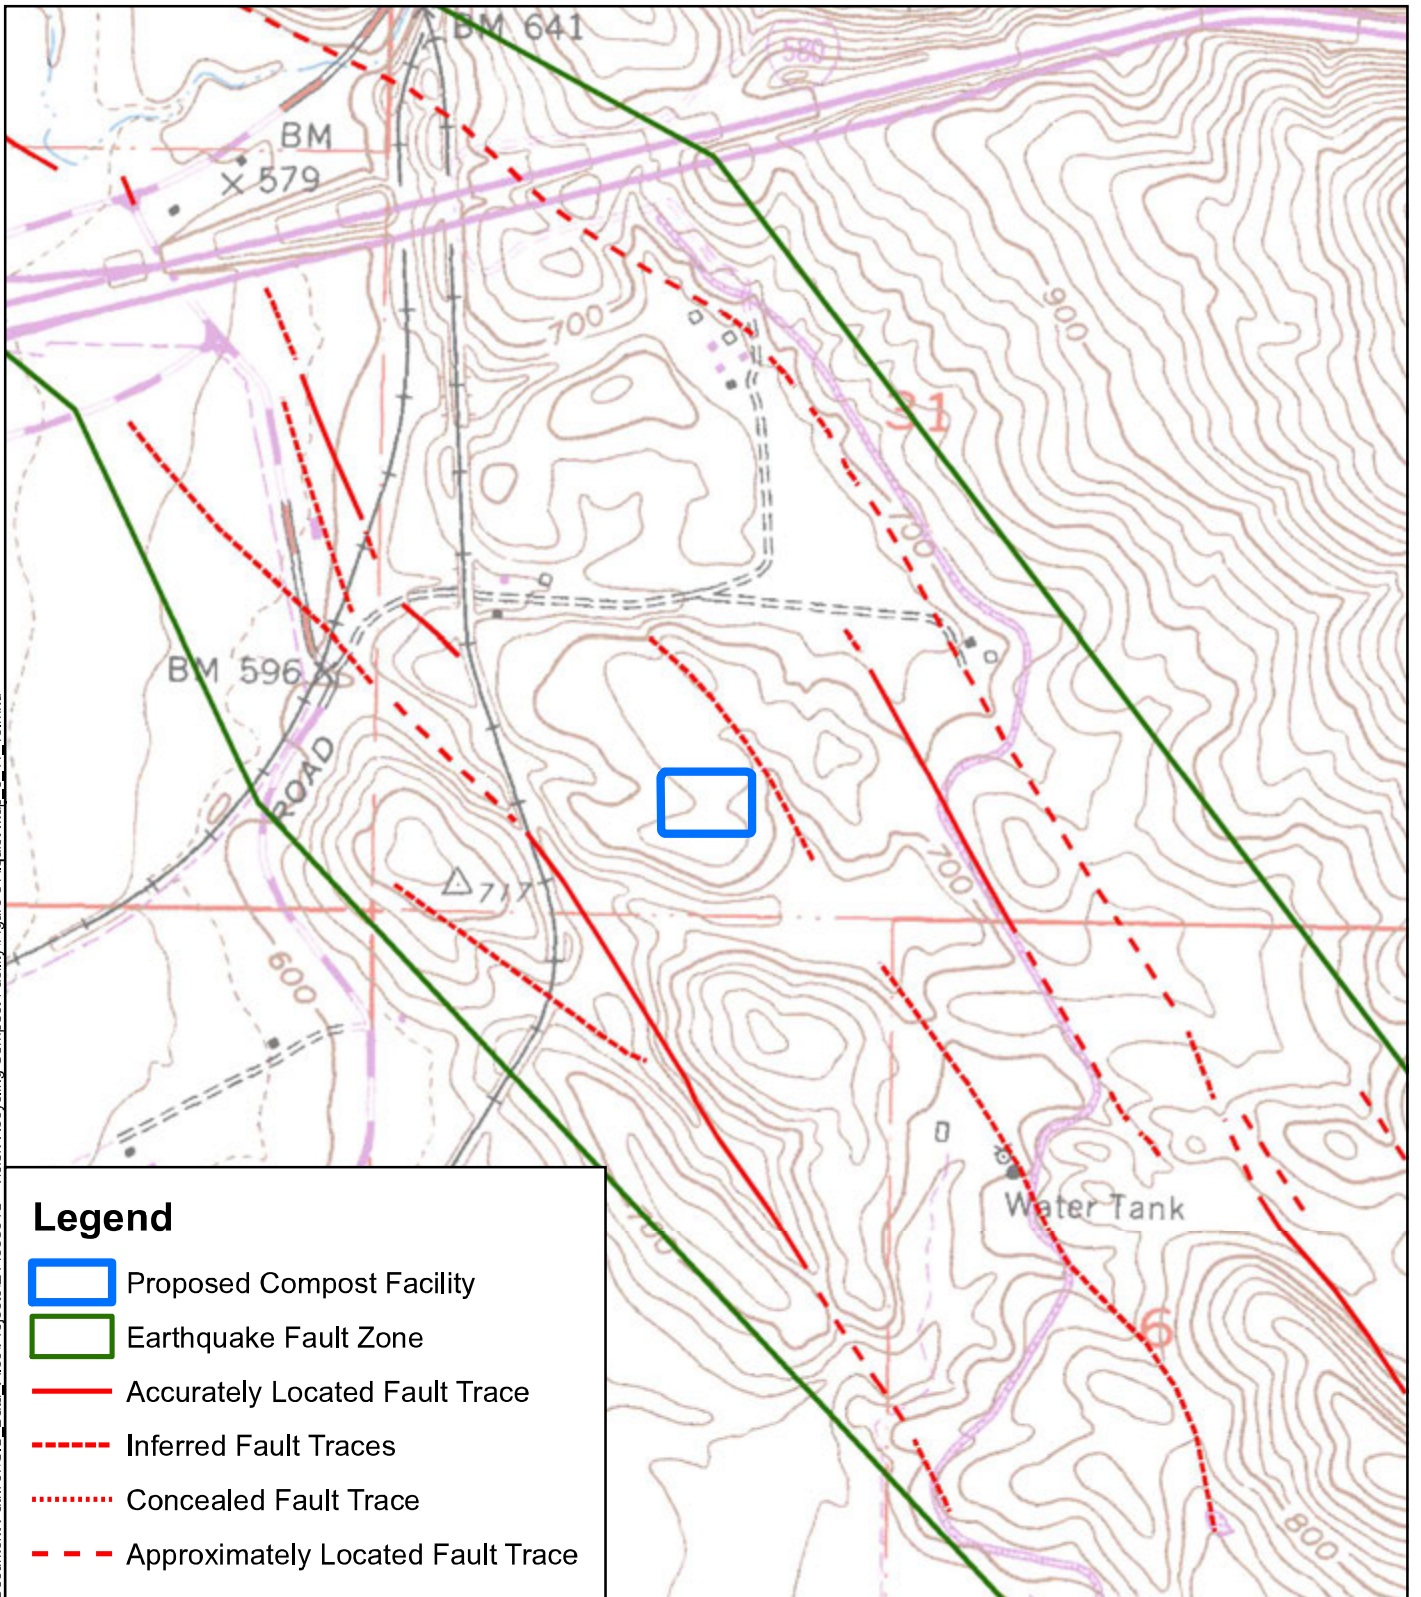 BM 641
580
BM
× 579
700
900
31
700
BM 596
ROAD
700
717
600
Water Tank
700
6
800
Legend
Proposed Compost Facility
Earthquake Fault Zone
Accurately Located Fault Trace
Inferred Fault Traces
Concealed Fault Trace
Approximately Located Fault Trace